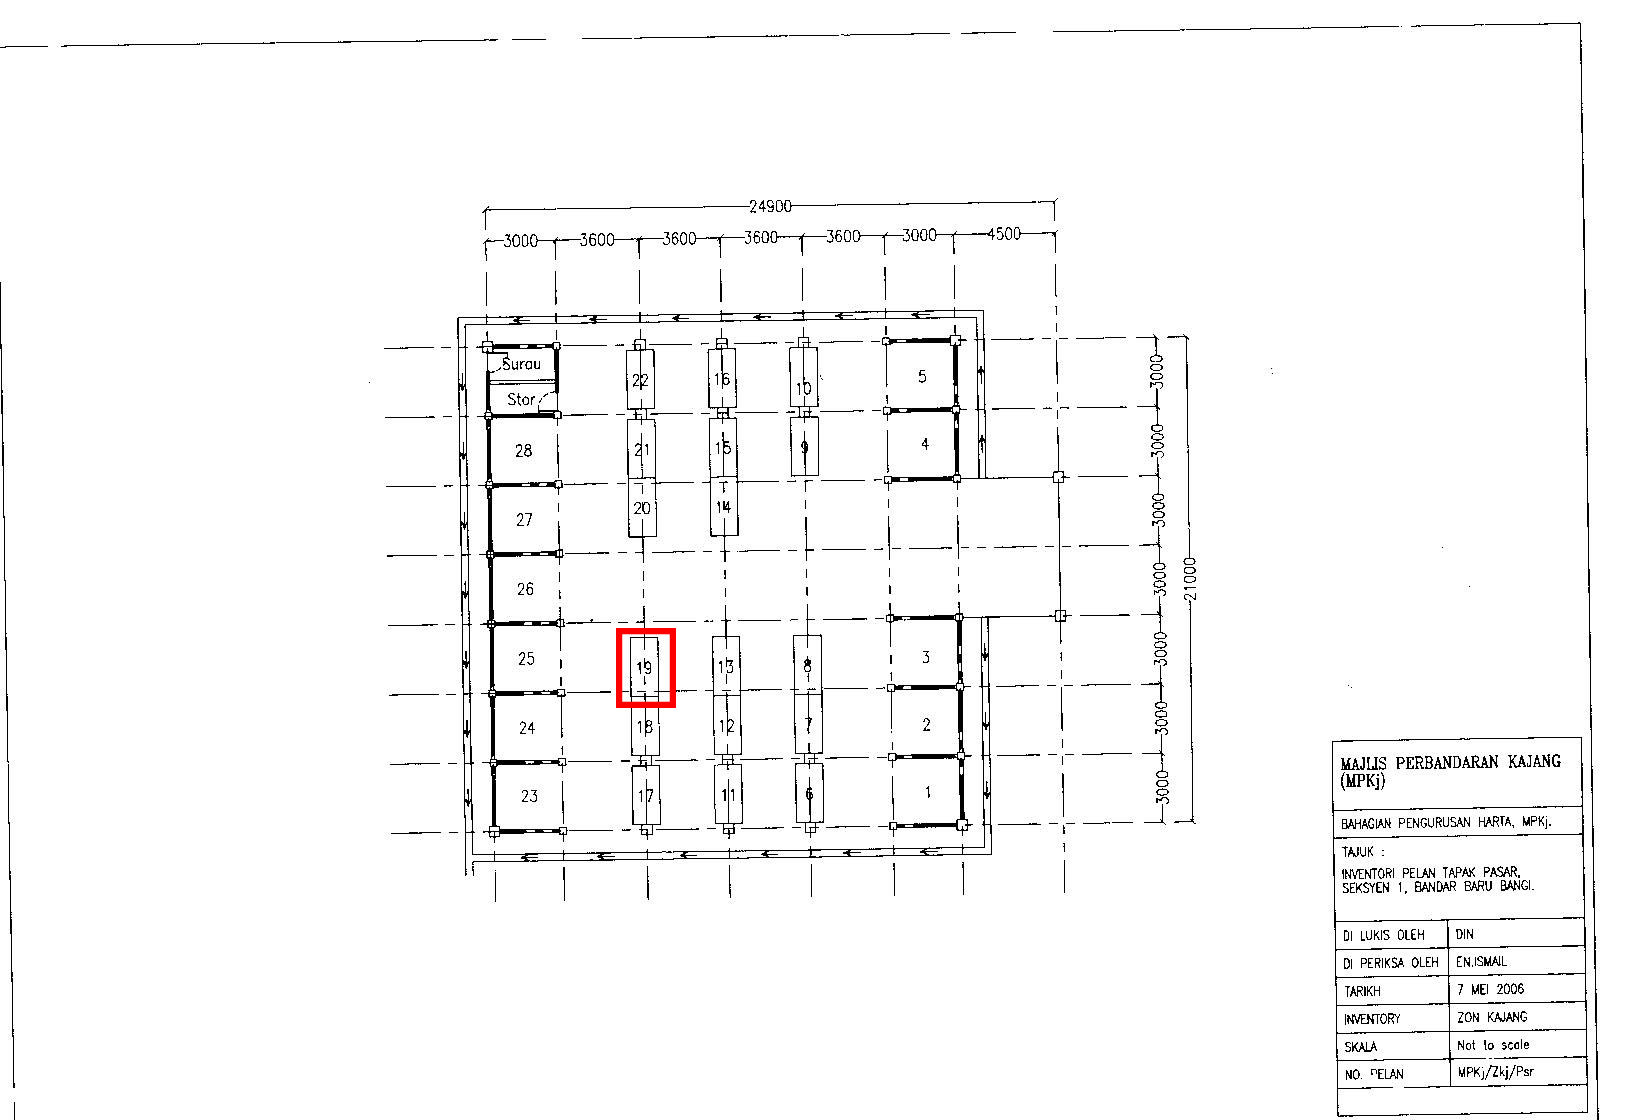 24900
3000 3600 3600 3600 3600 3000 4500
Surau
Stor
22 16 10 5
28 21 15 9 4
27 20 14
26
25 19 13 8 3
24 18 12 7 2
23 17 11 6 1
3000
3000
3000
3000
3000
3000
3000
21000
MAJLIS PERBANDARAN KAJANG
(MPKj)
BAHAGIAN PENGURUSAN HARTA, MPKj.
TAJUK :
INVENTORI PELAN TAPAK PASAR,
SEKSYEN 1, BANDAR BARU BANGI.
DI LUKIS OLEH DIN
DI PERIKSA OLEH EN.ISMAIL
TARIKH 7 MEI 2006
INVENTORY ZON KAJANG
SKALA Not to scale
NO. PELAN MPKj/Zkj/Psr